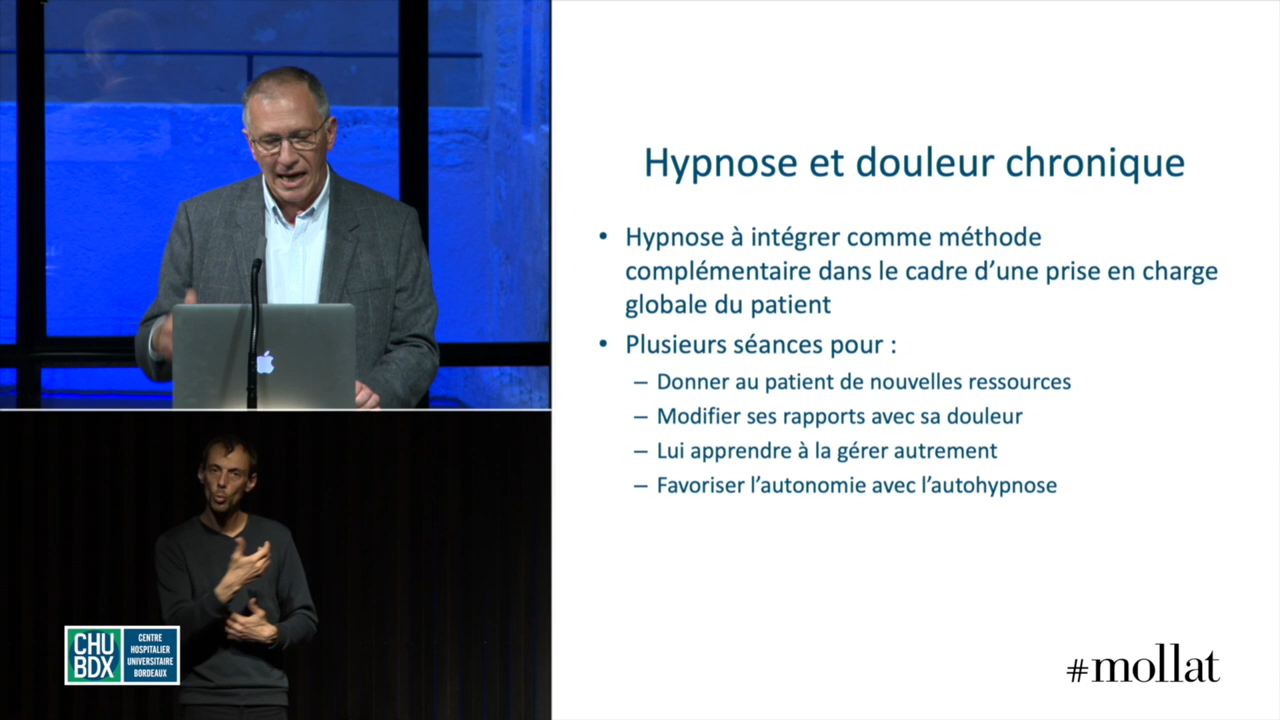 Hypnose et douleur chronique
• Hypnose à intégrer comme méthode
complémentaire dans le cadre d’une prise en charge
globale du patient
• Plusieurs séances pour :
– Donner au patient de nouvelles ressources
– Modifier ses rapports avec sa douleur
– Lui apprendre à la gérer autrement
– Favoriser l’autonomie avec l’autohypnose
CHU
BDX
CENTRE
HOSPITALIER
UNIVERSITAIRE
BORDEAUX
#mollat